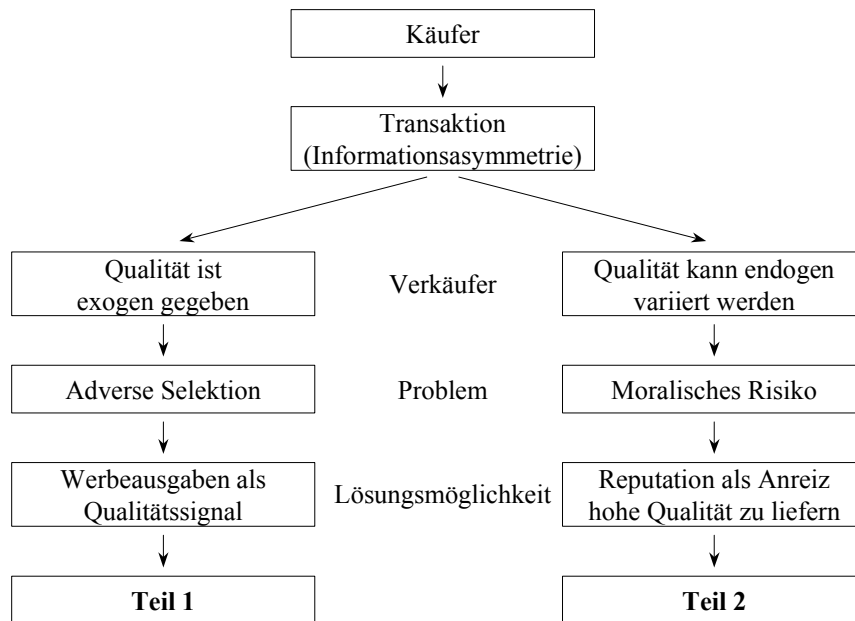 Käufer
Transaktion
(Informationsasymmetrie)
Qualität ist
exogen gegeben
Verkäufer
Qualität kann endogen
variiert werden
Adverse Selektion
Problem
Moralisches Risiko
Werbeausgaben als
Qualitätssignal
Lösungsmöglichkeit
Reputation als Anreiz
hohe Qualität zu liefern
Teil 1
Teil 2